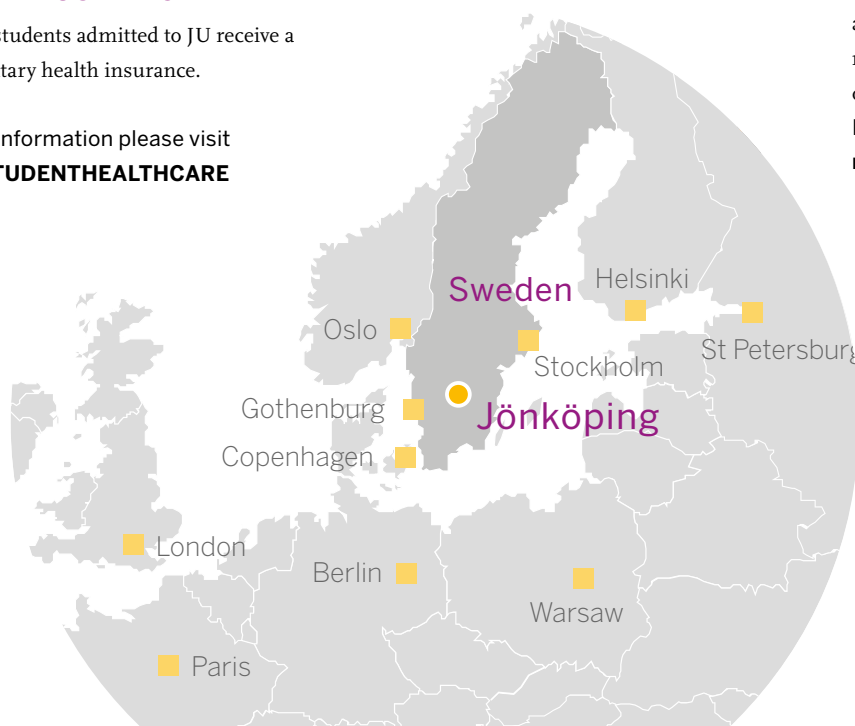 students admitted to JU receive a
tary health insurance.
nformation please visit
TUDENTHEALTHCARE
Sweden
Helsinki
Oslo
Stockholm
St Petersburg
Gothenburg
Jönköping
Copenhagen
London
Berlin
Warsaw
Paris